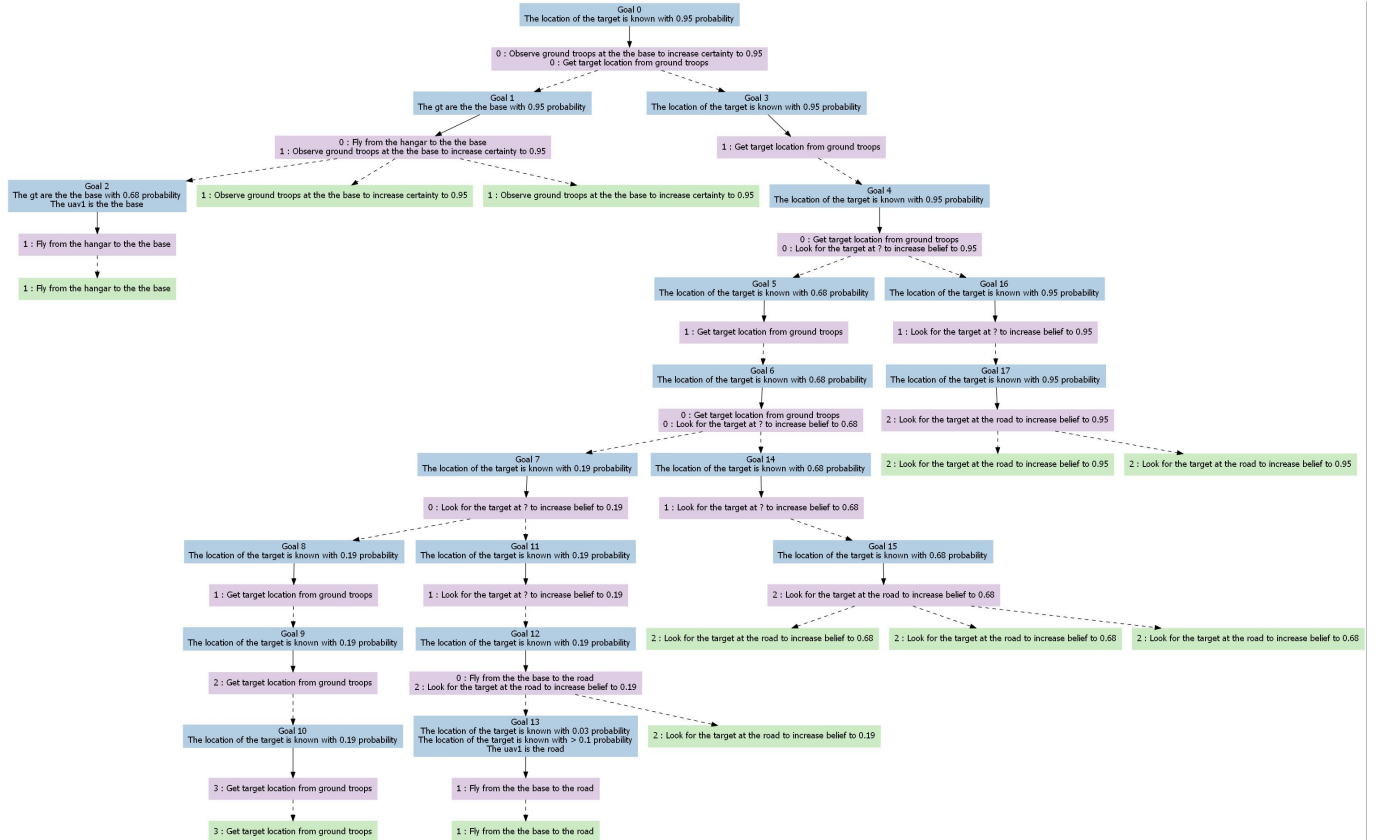 Goal 0
The location of the target is known with 0.95 probability
0 : Observe ground troops at the the base to increase certainty to 0.95
0 : Get target location from ground troops
Goal 1
The gt are the the base with 0.95 probability
Goal 3
The location of the target is known with 0.95 probability
0 : Fly from the hangar to the the base
1 : Observe ground troops at the the base to increase certainty to 0.95
1 : Get target location from ground troops
Goal 2
The gt are the the base with 0.68 probability
The uav1 is the the base
1 : Observe ground troops at the the base to increase certainty to 0.95
1 : Observe ground troops at the the base to increase certainty to 0.95
Goal 4
The location of the target is known with 0.95 probability
1 : Fly from the hangar to the the base
0 : Get target location from ground troops
0 : Look for the target at ? to increase belief to 0.95
1 : Fly from the hangar to the the base
Goal 5
The location of the target is known with 0.68 probability
Goal 16
The location of the target is known with 0.95 probability
1 : Get target location from ground troops
1 : Look for the target at ? to increase belief to 0.95
Goal 6
The location of the target is known with 0.68 probability
Goal 17
The location of the target is known with 0.95 probability
0 : Get target location from ground troops
0 : Look for the target at ? to increase belief to 0.68
2 : Look for the target at the road to increase belief to 0.95
Goal 7
The location of the target is known with 0.19 probability
Goal 14
The location of the target is known with 0.68 probability
2 : Look for the target at the road to increase belief to 0.95
2 : Look for the target at the road to increase belief to 0.95
0 : Look for the target at ? to increase belief to 0.19
1 : Look for the target at ? to increase belief to 0.68
Goal 8
The location of the target is known with 0.19 probability
Goal 11
The location of the target is known with 0.19 probability
Goal 15
The location of the target is known with 0.68 probability
1 : Get target location from ground troops
1 : Look for the target at ? to increase belief to 0.19
2 : Look for the target at the road to increase belief to 0.68
Goal 9
The location of the target is known with 0.19 probability
Goal 12
The location of the target is known with 0.19 probability
2 : Look for the target at the road to increase belief to 0.68
2 : Look for the target at the road to increase belief to 0.68
2 : Look for the target at the road to increase belief to 0.68
2 : Get target location from ground troops
0 : Fly from the the base to the road
2 : Look for the target at the road to increase belief to 0.19
Goal 10
The location of the target is known with 0.19 probability
Goal 13
The location of the target is known with 0.03 probability
The location of the target is known with > 0.1 probability
The uav1 is the road
2 : Look for the target at the road to increase belief to 0.19
3 : Get target location from ground troops
1 : Fly from the the base to the road
3 : Get target location from ground troops
1 : Fly from the the base to the road